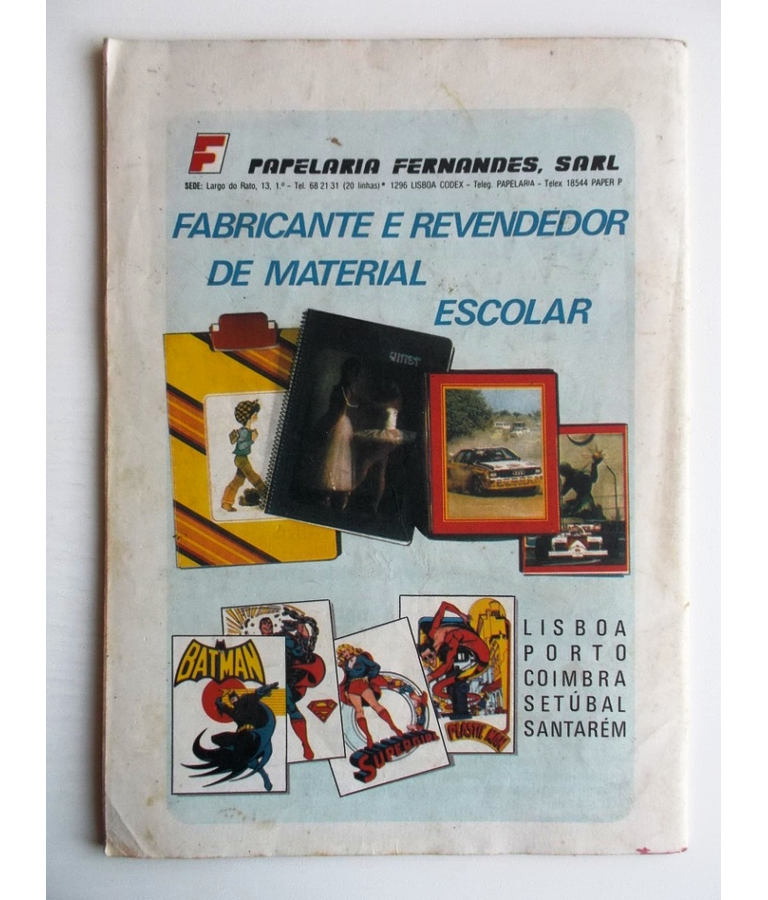 F PAPELARIA FERNANDES, SARL
SEDE: Largo do Rato, 13, 1.º - Tel. 68 21 31 (20 linhas) * 1296 LISBOA CODEX - Teleg. PAPELARIA - Telex 18544 PAPER P
FABRICANTE E REVENDEDOR
DE MATERIAL
ESCOLAR
BATMAN
SUPERGIRL
PLASTIC MAN
LISBOA
PORTO
COIMBRA
SETÚBAL
SANTARÉM